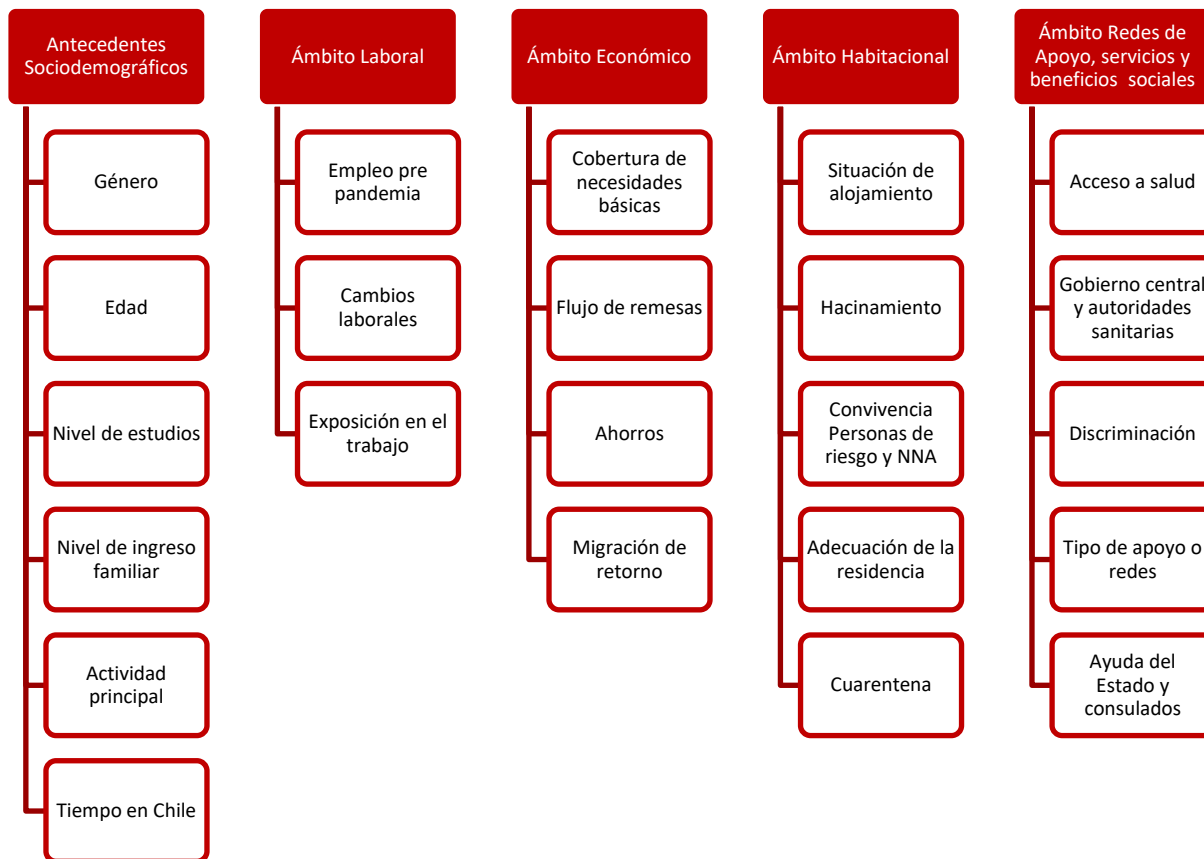 Antecedentes
Sociodemográficos
Género
Edad
Nivel de estudios
Nivel de ingreso
familiar
Actividad
principal
Tiempo en Chile
Ámbito Laboral
Empleo pre
pandemia
Cambios
laborales
Exposición en el
trabajo
Ámbito Económico
Cobertura de
necesidades
básicas
Flujo de remesas
Ahorros
Migración de
retorno
Ámbito Habitacional
Situación de
alojamiento
Hacinamiento
Convivencia
Personas de
riesgo y NNA
Adecuación de la
residencia
Cuarentena
Ámbito Redes de
Apoyo, servicios y
beneficios sociales
Acceso a salud
Gobierno central
y autoridades
sanitarias
Discriminación
Tipo de apoyo o
redes
Ayuda del
Estado y
consulados